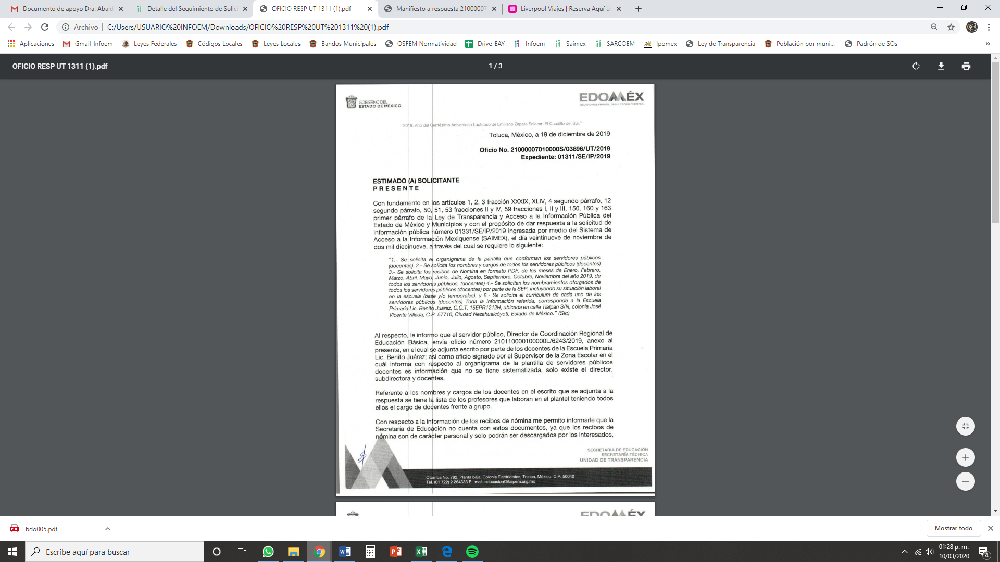 Documento de apoyo Dra. Abaid
Detalle del Seguimiento de Solici
OFICIO RESP UT 1311 (1).pdf
Manifiesto a respuesta 21000007
Liverpool Viajes | Reserva Aquí Li
Archivo
C:/Users/USUARIO%20INFOEM/Downloads/OFICIO%20RESP%20UT%201311%20(1).pdf
Aplicaciones
Gmail-Infoem
Leyes Federales
Códigos Locales
Leyes Locales
Bandos Municipales
OSFEM Normatividad
Drive-EAY
Infoem
Saimex
SARCOEM
Ipomex
Ley de Transparencia
Población por muni...
Padrón de SOs
»
OFICIO RESP UT 1311 (1).pdf
1 / 3
GOBIERNO DEL
ESTADO DE MÉXICO
EDOMÉX
DECISIONES FIRMES, RESULTADOS FUERTES.
"2019. Año del Centésimo Aniversario Luctuoso de Emiliano Zapata Salazar. El Caudillo del Sur."
Toluca, México, a 19 de diciembre de 2019
Oficio No. 21000007010000S/03896/UT/2019
Expediente: 01311/SE/IP/2019
ESTIMADO (A) SOLICITANTE
P R E S E N T E
Con fundamento en los artículos 1, 2, 3 fracción XXXIX, XLIV, 4 segundo párrafo, 12
segundo párrafo, 50, 51, 53 fracciones II y IV, 59 fracciones I, II y III, 150, 160 y 163
primer párrafo de la Ley de Transparencia y Acceso a la Información Pública del
Estado de México y Municipios y con el propósito de dar respuesta a la solicitud de
información pública número 01331/SE/IP/2019 ingresada por medio del Sistema de
Acceso a la Información Mexiquense (SAIMEX), el día veintinueve de noviembre de
dos mil diecinueve, a través del cual se requiere lo siguiente:
"1.- Se solicita el organigrama de la pantilla que conforman los servidores públicos
(docentes). 2.- Se solicita los nombres y cargos de todos los servidores públicos (docentes)
3.- Se solicita los recibos de Nomina en formato PDF, de los meses de Enero, Febrero,
Marzo, Abril, Mayo, Junio, Julio, Agosto, Septiembre, Octubre, Noviembre del año 2019, de
todos los servidores públicos, (docentes) 4.- Se solicitan los nombramientos otorgados de
todos los servidores públicos (docentes) por parte de la SEP, incluyendo su situación laboral
en la escuela (base y/o temporales). y 5.- Se solicita el curriculum de cada uno de los
servidores públicos (docentes) Toda la información referida, corresponde a la Escuela
Primaria Lic. Benito Juarez, C.C.T. 15EPR1212H, ubicada en calle Tlalpan S/N, colonia José
Vicente Villada, C.P. 57710, Ciudad Nezahualcóyotl, Estado de México." (Sic)
Al respecto, le informo que el servidor público, Director de Coordinación Regional de
Educación Básica, envía oficio número 210110000100000L/6243/2019, anexo al
presente, en el cual se adjunta escrito por parte de los docentes de la Escuela Primaria
Lic. Benito Juárez; así como oficio signado por el Supervisor de la Zona Escolar en el
cuál informa con respecto al organigrama de la plantilla de servidores públicos
docentes es información que no se tiene sistematizada, solo existe el director,
subdirectora y docentes.
Referente a los nombres y cargos de los docentes en el escrito que se adjunta a la
respuesta se tiene la lista de los profesores que laboran en el plantel teniendo todos
ellos el cargo de docentes frente a grupo.
Con respecto a la información de los recibos de nómina me permito informarle que la
Secretaría de Educación no cuenta con estos documentos, ya que los recibos de
nómina son de carácter personal y solo podrán ser descargados por los interesados,
SECRETARÍA DE EDUCACIÓN
SECRETARÍA TÉCNICA
UNIDAD DE TRANSPARENCIA
Otumba No. 782, Planta baja, Colonia Electricistas, Toluca, México. C.P. 50040
Tel. (01 722) 2 264333 E –mail: educacion@itaipem.org.mx
EDOMÉX
bdo005.pdf
Mostrar todo
Escribe aquí para buscar
01:28 p. m.
10/03/2020
4